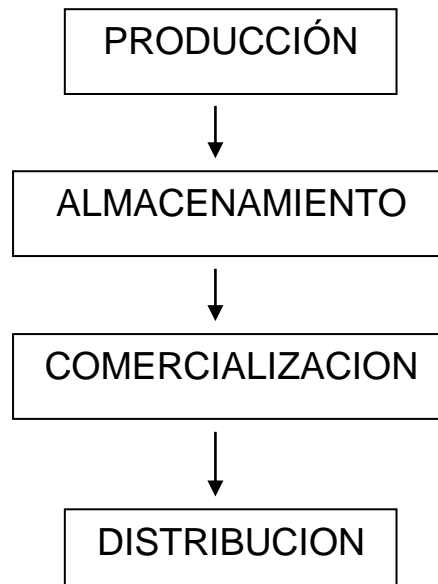 PRODUCCIÓN
ALMACENAMIENTO
COMERCIALIZACION
DISTRIBUCION